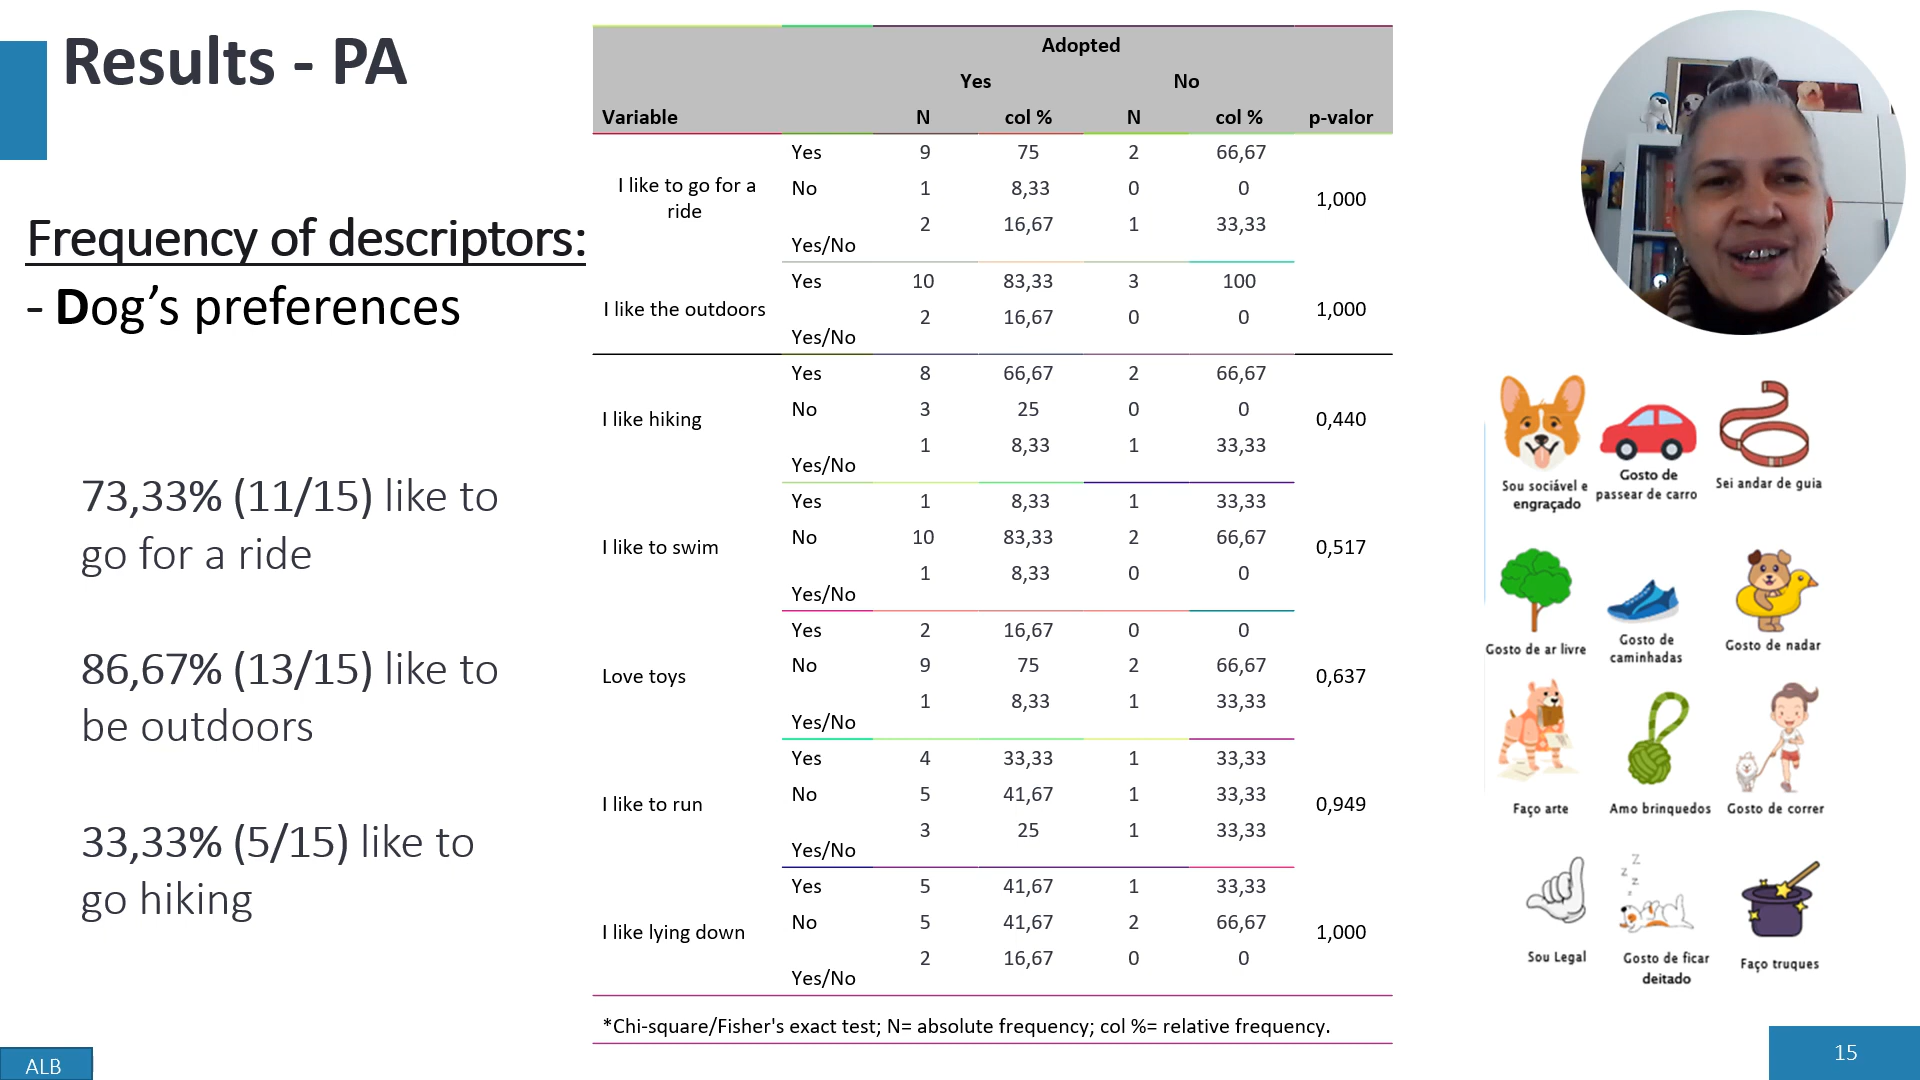 Results - PA
Frequency of descriptors:
- Dog’s preferences
73,33% (11/15) like to
go for a ride
86,67% (13/15) like to
be outdoors
33,33% (5/15) like to
go hiking
ALB
Adopted
Yes No
Variable N col % N col % p-valor
I like to go for a
ride
Yes 9 75 2 66,67
No 1 8,33 0 0
Yes/No 2 16,67 1 33,33
1,000
I like the outdoors
Yes 10 83,33 3 100
Yes/No 2 16,67 0 0
1,000
I like hiking
Yes 8 66,67 2 66,67
No 3 25 0 0
Yes/No 1 8,33 1 33,33
0,440
I like to swim
Yes 1 8,33 1 33,33
No 10 83,33 2 66,67
Yes/No 1 8,33 0 0
0,517
Love toys
Yes 2 16,67 0 0
No 9 75 2 66,67
Yes/No 1 8,33 1 33,33
0,637
I like to run
Yes 4 33,33 1 33,33
No 5 41,67 1 33,33
Yes/No 3 25 1 33,33
0,949
I like lying down
Yes 5 41,67 1 33,33
No 5 41,67 2 66,67
Yes/No 2 16,67 0 0
1,000
*Chi-square/Fisher's exact test; N= absolute frequency; col %= relative frequency.
Sou sociável e
engraçado
Gosto de
passear de carro
Sei andar de guia
Gosto de ar livre
Gosto de
caminhadas
Gosto de nadar
Faço arte
Amo brinquedos
Gosto de correr
Sou Legal
z
z
z
Gosto de ficar
deitado
Faço truques
15